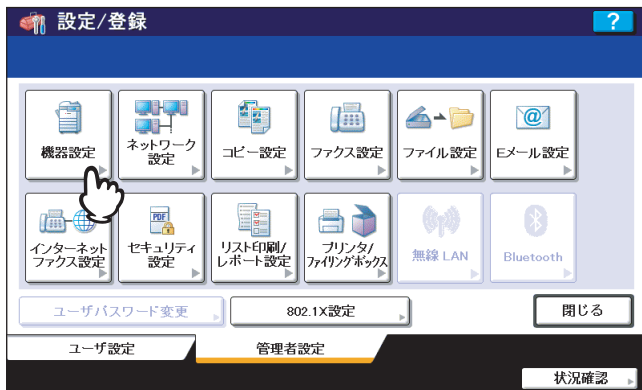 設定/登録
?
機器設定
ネットワーク
設定
コピー設定
ファクス設定
ファイル設定
Eメール設定
@
インターネット
ファクス設定
PDF
セキュリティ
設定
リスト印刷/
レポート設定
プリンタ/
ファイリングボックス
無線 LAN
Bluetooth
ユーザパスワード変更
802.1X設定
閉じる
ユーザ設定
管理者設定
状況確認